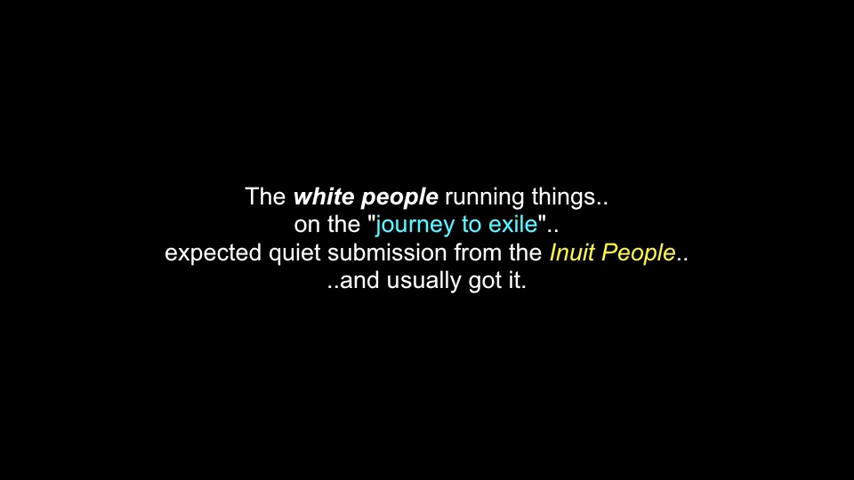 The white people running things..
on the "journey to exile"..
expected quiet submission from the Inuit People..
..and usually got it.